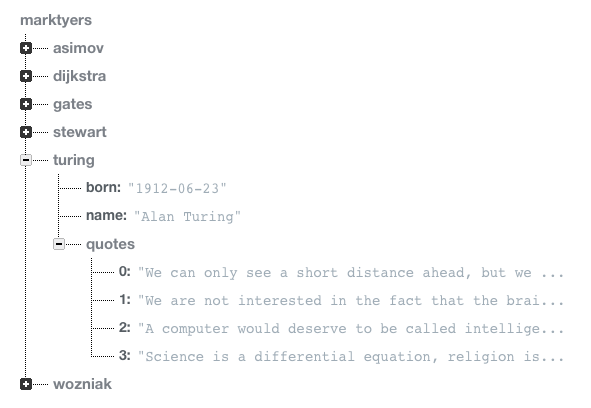 marktyers
asimov
dijkstra
gates
stewart
turing
born: "1912-06-23"
name: "Alan Turing"
quotes
0: "We can only see a short distance ahead, but we ...
1: "We are not interested in the fact that the brai...
2: "A computer would deserve to be called intellige...
3: "Science is a differential equation, religion is...
wozniak